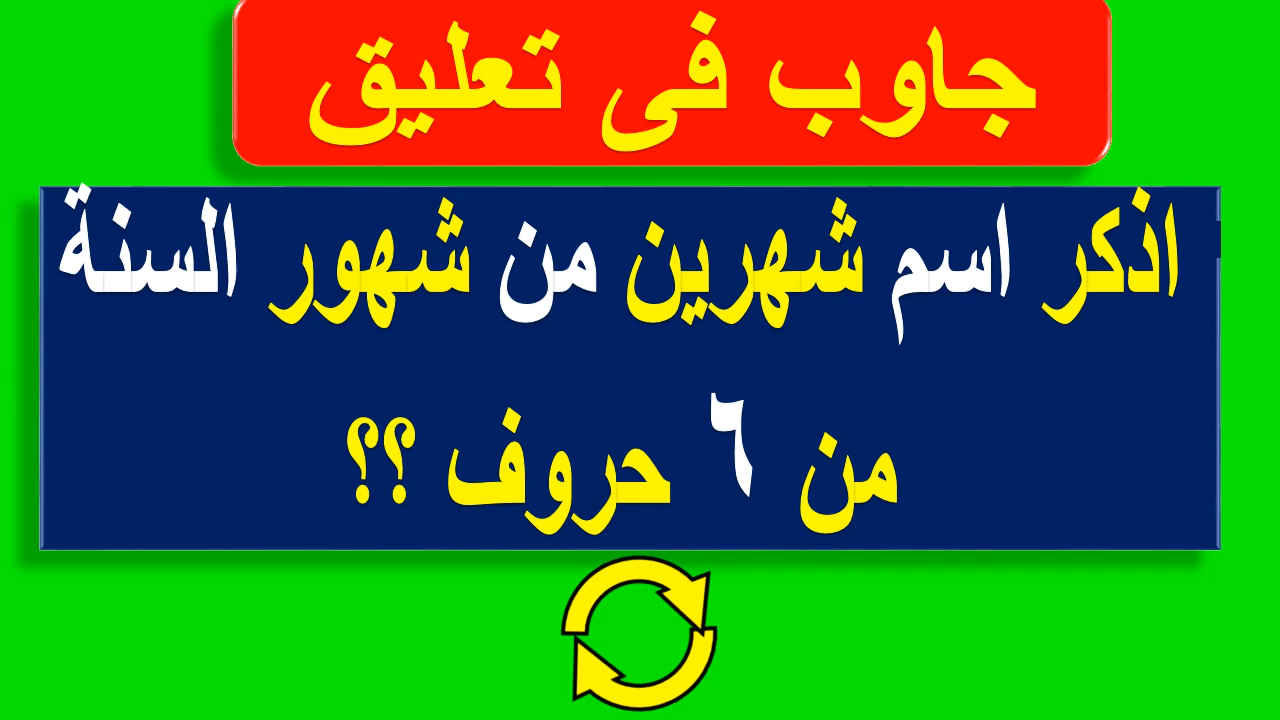 جاوب فى تعليق
اذكر اسم شهرين من شهور السنة
من ٦ حروف ؟؟